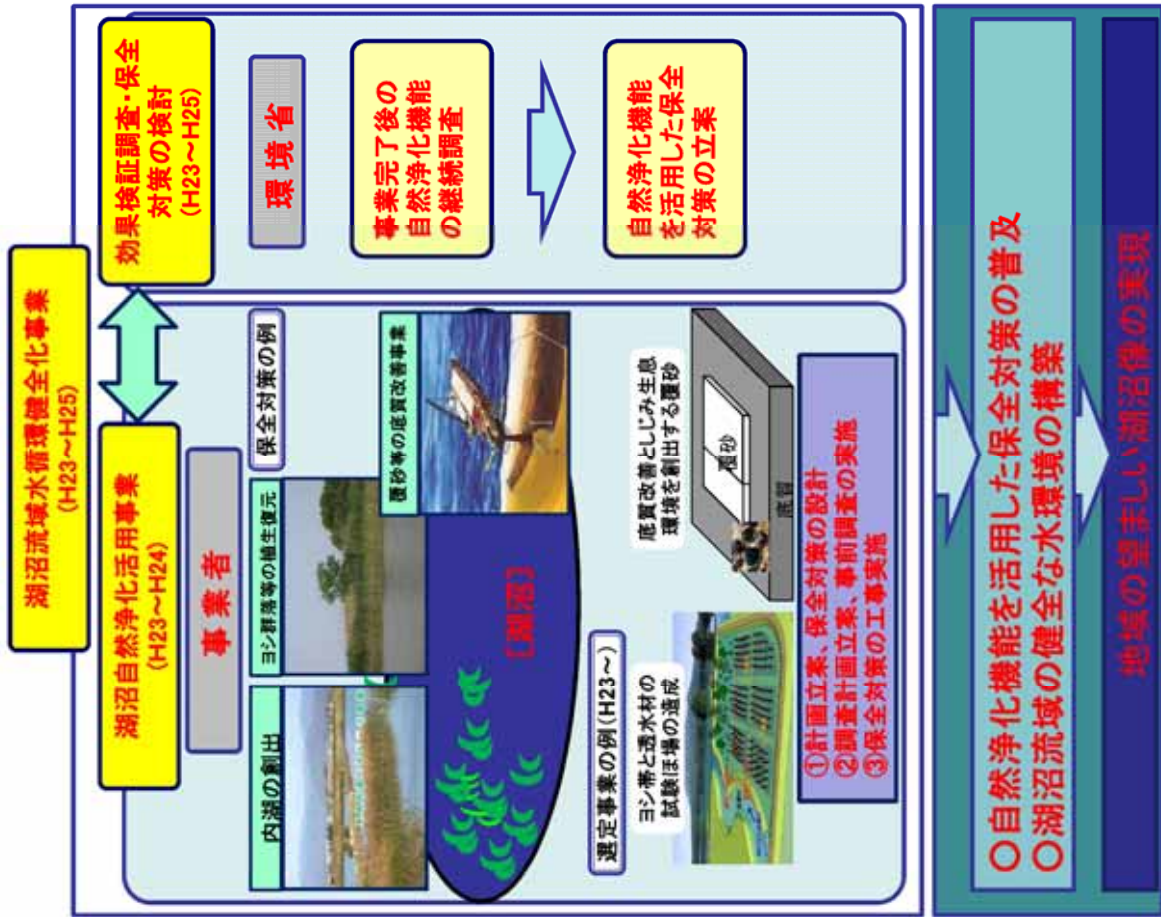 湖沼流域水循環健全化事業
(H23～H25)
湖沼自然浄化活用事業
(H23～H24)
事業者
保全対策の例
内湖の創出
ヨシ群落等の植生復元
覆砂等の底質改善事業
［湖沼］
選定事業の例(H23～)
ヨシ帯と透水材の
試験ほ場の造成
底質改善としじみ生息
環境を創出する覆砂
覆砂
底質
①計画立案、保全対策の設計
②調査計画立案、事前調査の実施
③保全対策の工事実施
効果検証調査・保全
対策の検討
(H23～H25)
環境省
事業完了後の
自然浄化機能
の継続調査
自然浄化機能
を活用した保全
対策の立案
○自然浄化機能を活用した保全対策の普及
○湖沼流域の健全な水環境の構築
地域の望ましい湖沼像の実現